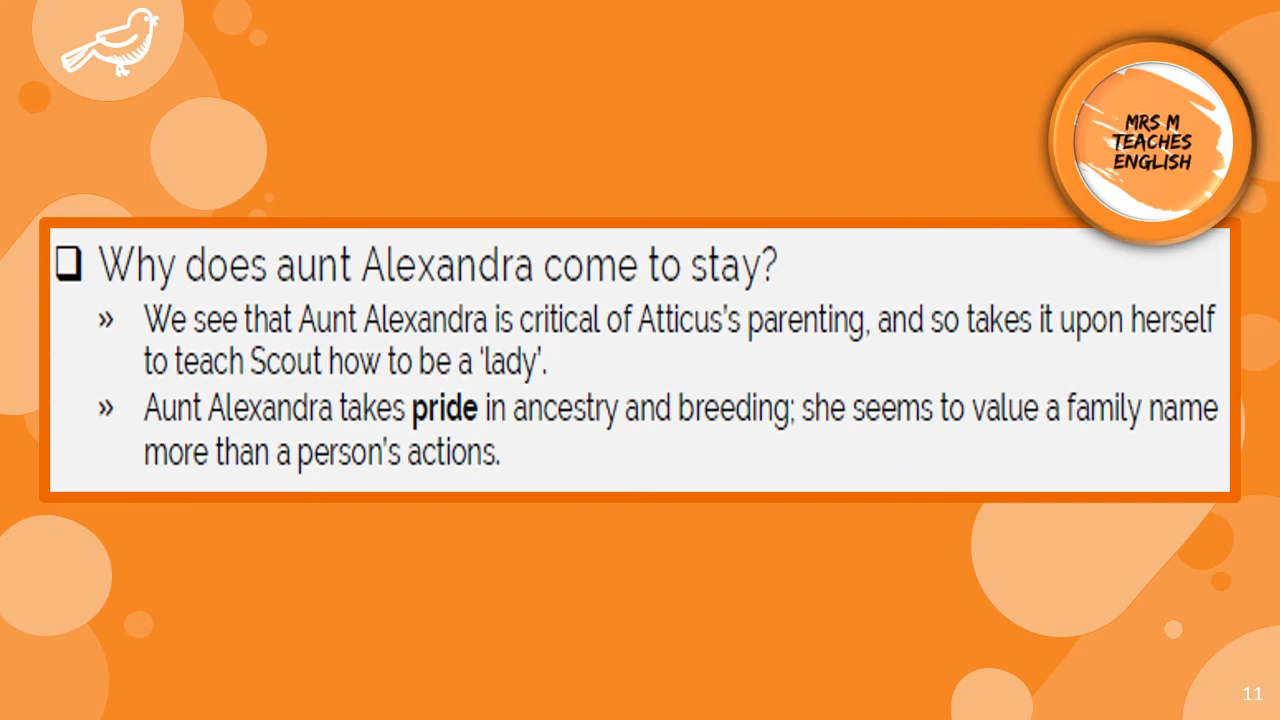 MRS M
TEACHES
ENGLISH
❑ Why does aunt Alexandra come to stay?
» We see that Aunt Alexandra is critical of Atticus’s parenting, and so takes it upon herself
to teach Scout how to be a ‘lady’.
» Aunt Alexandra takes pride in ancestry and breeding; she seems to value a family name
more than a person’s actions.
11